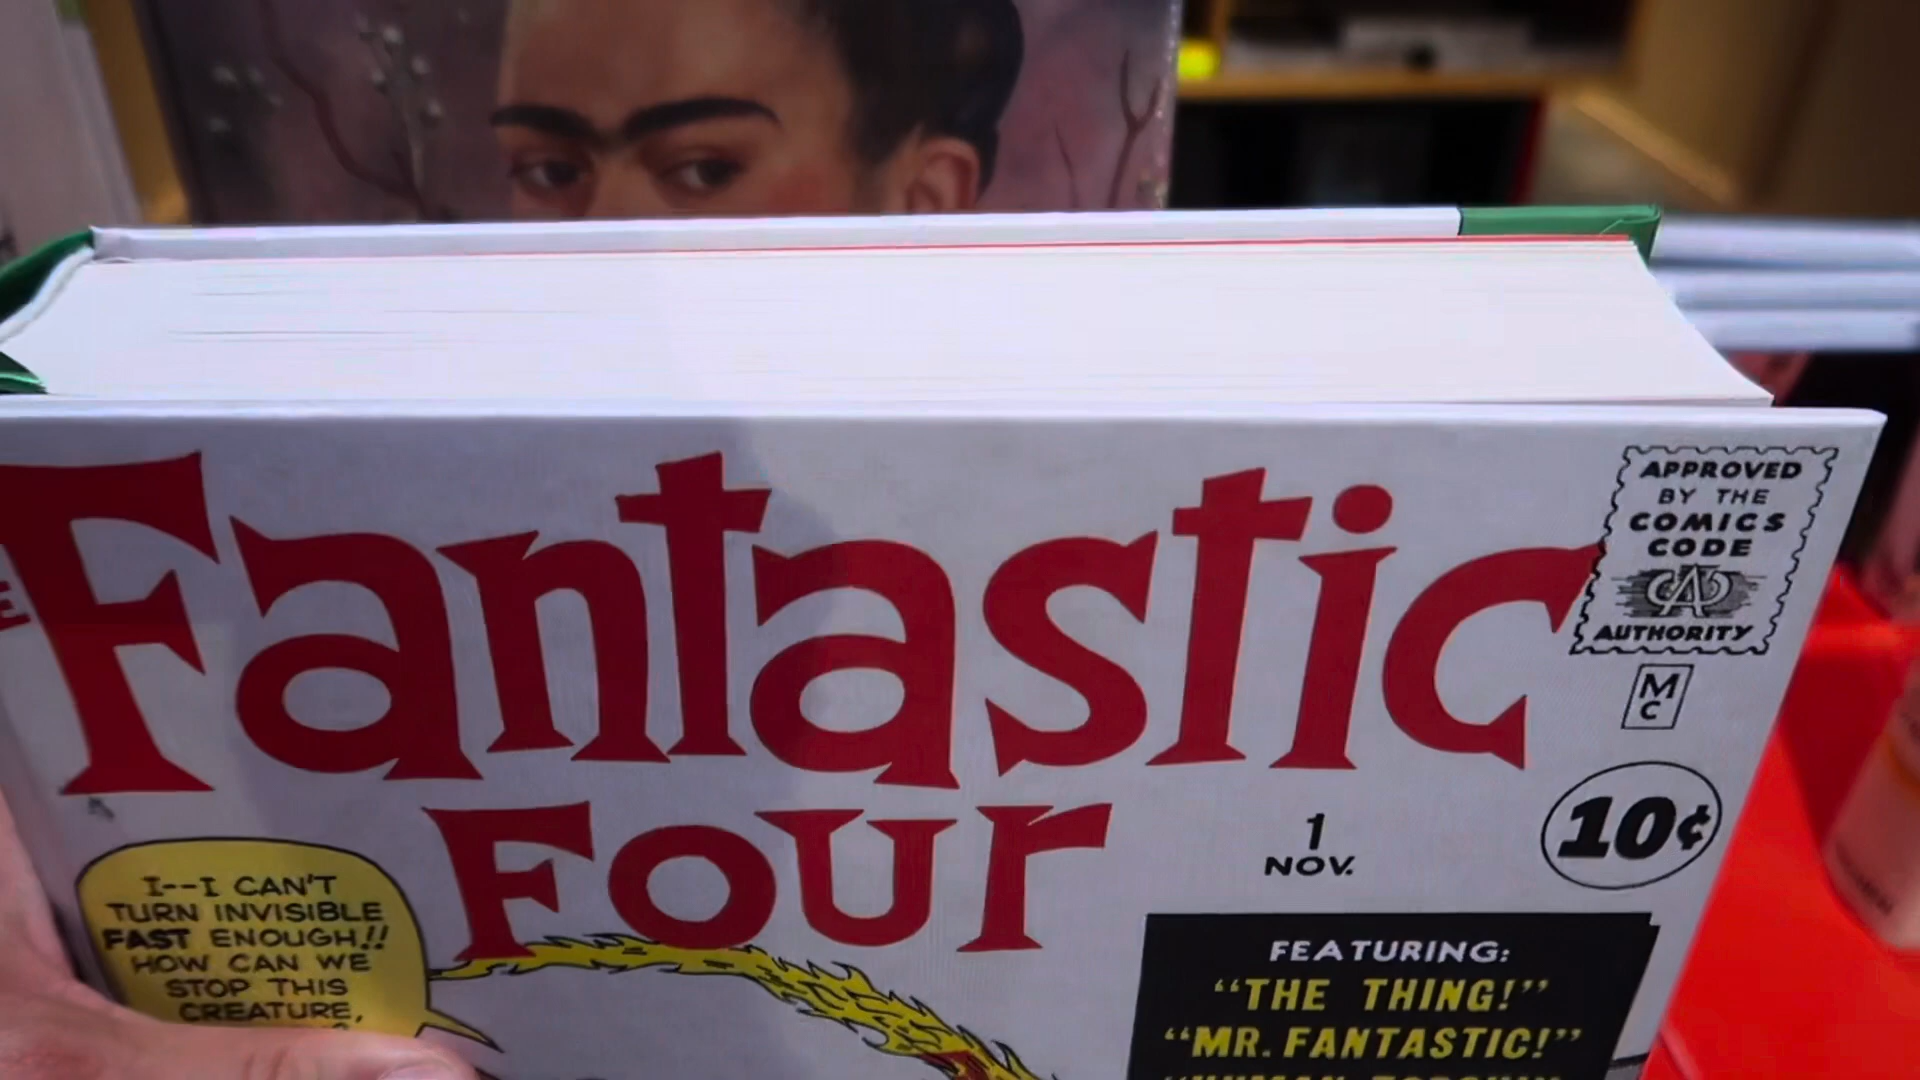 Fantastic
Four
APPROVED
BY THE
COMICS
CODE
CA
AUTHORITY
M
C
10¢
1
NOV.
I--I CAN'T
TURN INVISIBLE
FAST ENOUGH!!
HOW CAN WE
STOP THIS
CREATURE,
FEATURING:
“THE THING!”
“MR. FANTASTIC!”